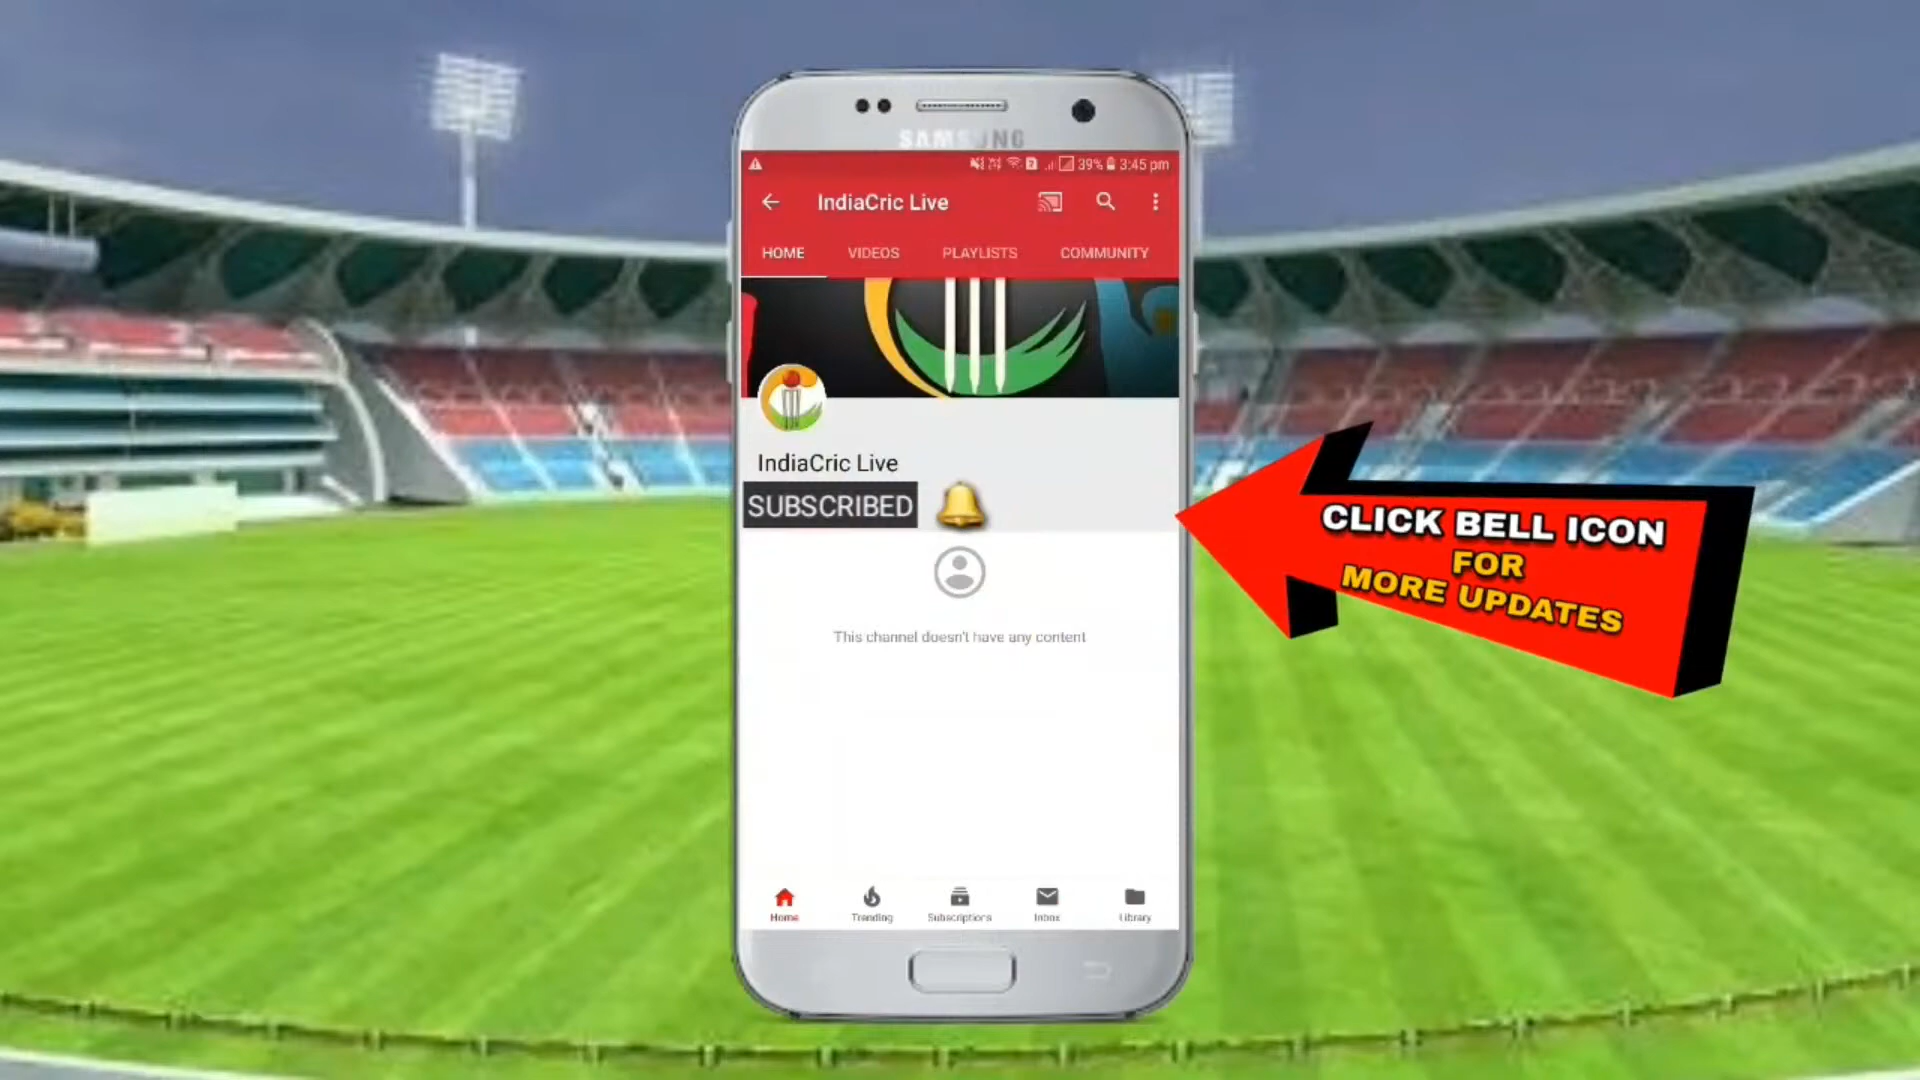 SAMSUNG
39% 3:45 pm
IndiaCric Live
HOME VIDEOS PLAYLISTS COMMUNITY
IndiaCric Live
SUBSCRIBED
This channel doesn't have any content
Home Trending Subscriptions Inbox Library
CLICK BELL ICON
FOR
MORE UPDATES